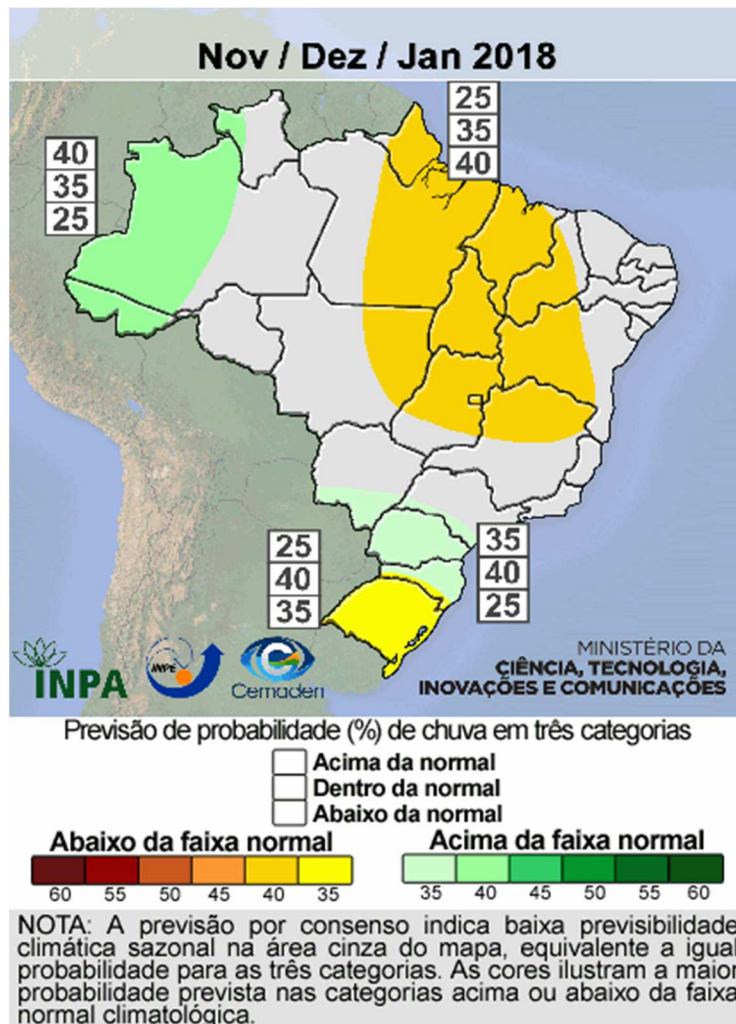 Nov / Dez / Jan 2018
25
35
40
40
35
25
25
40
35
35
40
25
INPA
INPE
Cemaden
MINISTÉRIO DA
CIÊNCIA, TECNOLOGIA,
INOVAÇÕES E COMUNICAÇÕES
Previsão de probabilidade (%) de chuva em três categorias
Acima da normal
Dentro da normal
Abaixo da normal
Abaixo da faixa normal
60 55 50 45 40 35
Acima da faixa normal
35 40 45 50 55 60
NOTA: A previsão por consenso indica baixa previsibilidade
climática sazonal na área cinza do mapa, equivalente a igual
probabilidade para as três categorias. As cores ilustram a maior
probabilidade prevista nas categorias acima ou abaixo da faixa
normal climatológica.